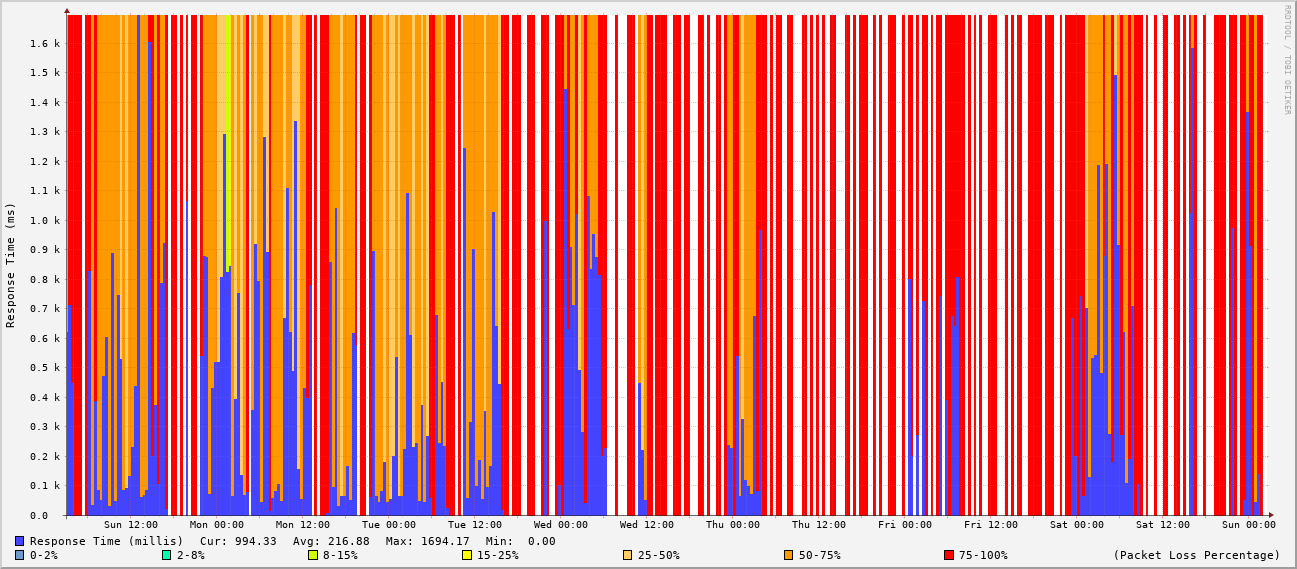 RRDTOOL / TOBI OETIKER
Response Time (ms)
1.6 k
1.5 k
1.4 k
1.3 k
1.2 k
1.1 k
1.0 k
0.9 k
0.8 k
0.7 k
0.6 k
0.5 k
0.4 k
0.3 k
0.2 k
0.1 k
0.0
Sun 12:00 Mon 00:00 Mon 12:00 Tue 00:00 Tue 12:00 Wed 00:00 Wed 12:00 Thu 00:00 Thu 12:00 Fri 00:00 Fri 12:00 Sat 00:00 Sat 12:00 Sun 00:00
Response Time (millis) Cur: 994.33 Avg: 216.88 Max: 1694.17 Min: 0.00
0-2% 2-8% 8-15% 15-25% 25-50% 50-75% 75-100% (Packet Loss Percentage)